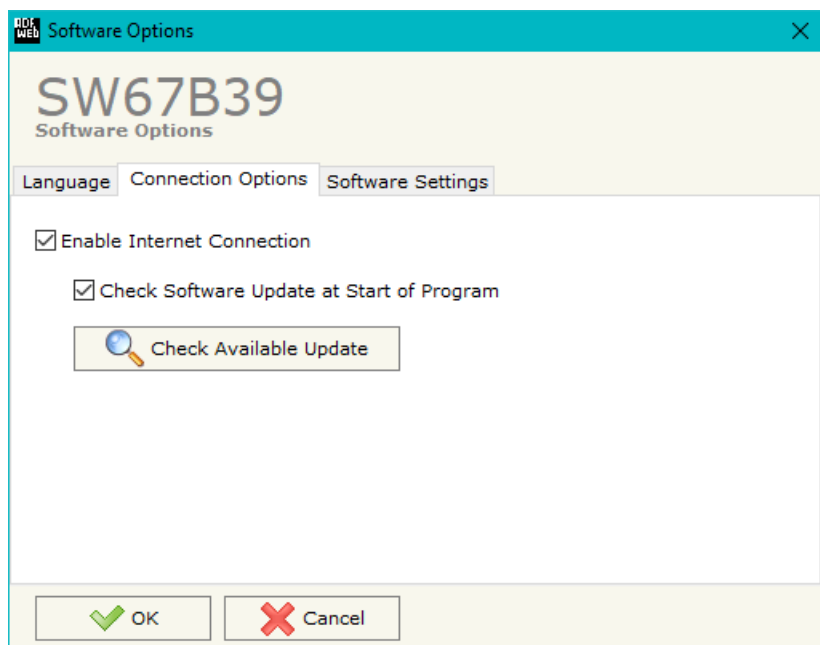 ADF
WEB
Software Options
SW67B39
Software Options
Language Connection Options Software Settings
Enable Internet Connection
Check Software Update at Start of Program
Check Available Update
OK Cancel